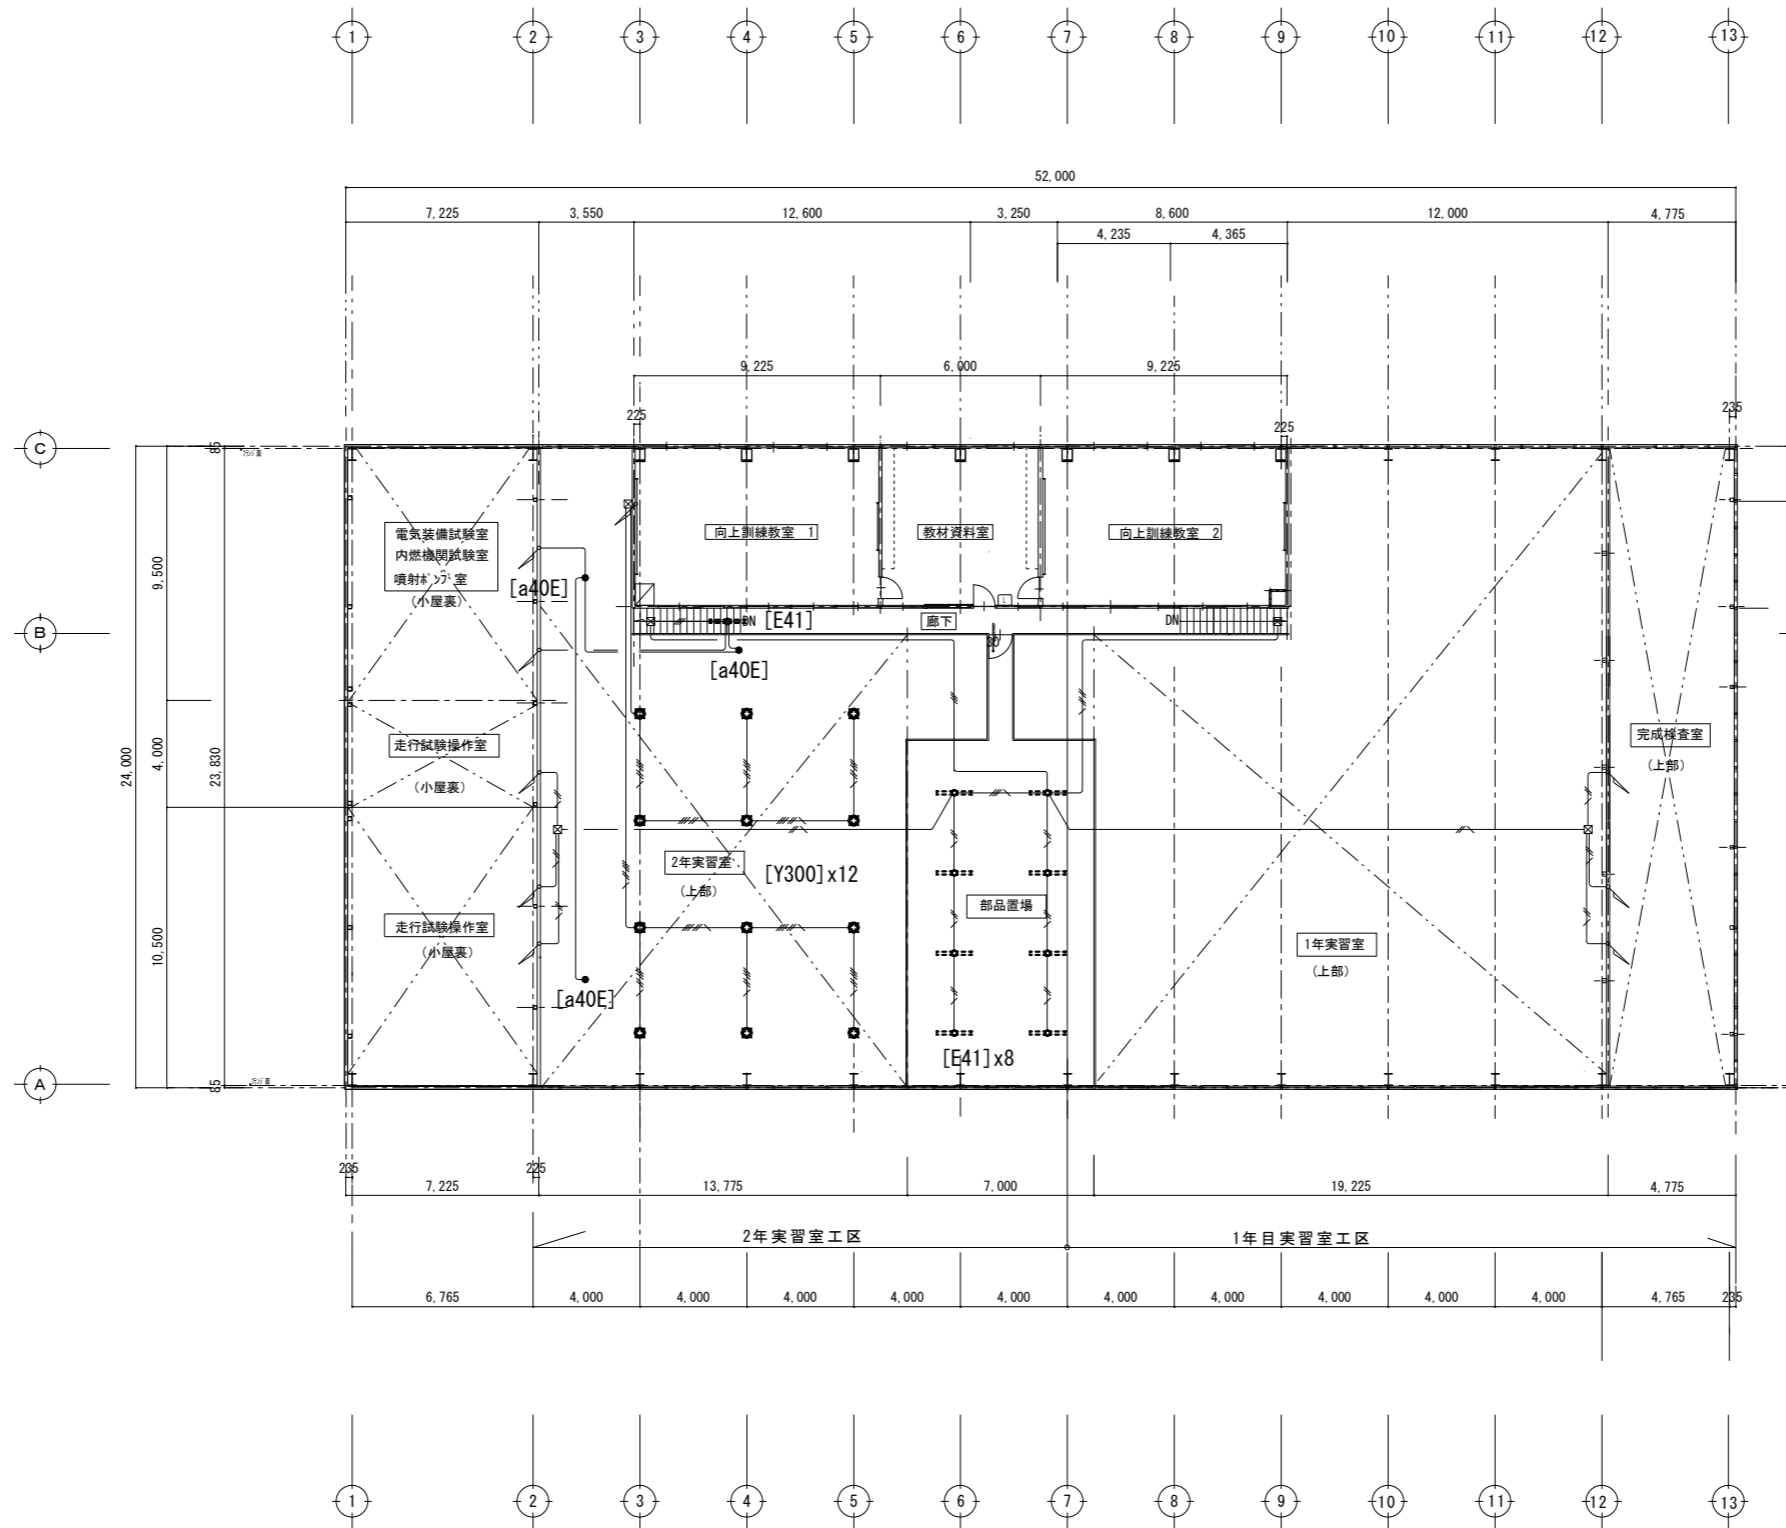 1 2 3 4 5 6 7 8 9 10 11 12 13
52,000
7,225 3,550 12,600 3,250 8,600 12,000 4,775
4,235 4,365
9,225 6,000 9,225
225 225 235
C
85
電気装備試験室
内燃機関試験室
噴射ﾎﾟﾝﾌﾟ室
(小屋裏)
向上訓練教室 1
教材資料室
向上訓練教室 2
9,500
[a40E]
L
B
DN
[E41]
廊下
DN
[a40E]
走行試験操作室
(小屋裏)
完成検査室
(上部)
24,000
4,000
23,830
2年実習室
(上部)
[Y300]x12
部品置場
走行試験操作室
(小屋裏)
1年実習室
(上部)
10,500
[a40E]
[E41]x8
A
85
235 225
7,225 13,775 7,000 19,225 4,775
2年実習室工区
1年目実習室工区
6,765 4,000 4,000 4,000 4,000 4,000 4,000 4,000 4,000 4,000 4,000 4,765 235
1 2 3 4 5 6 7 8 9 10 11 12 13